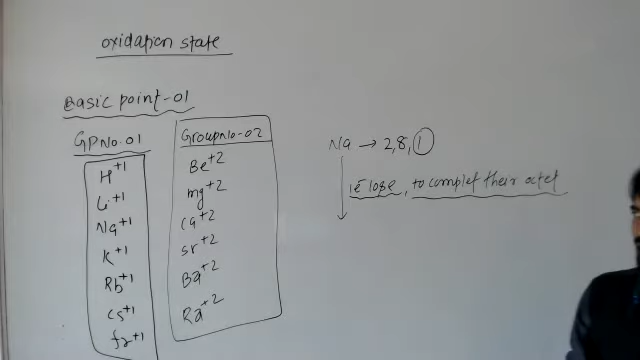 oxidation state
Basic point-01
GPNo.01
H+1
Li+1
Na+1
K+1
Rb+1
Cs+1
fr+1
GroupNo-02
Be+2
mg+2
Ca+2
Sr+2
Ba+2
Ra+2
Na → 2,8,1
1e lose, to complet their octet